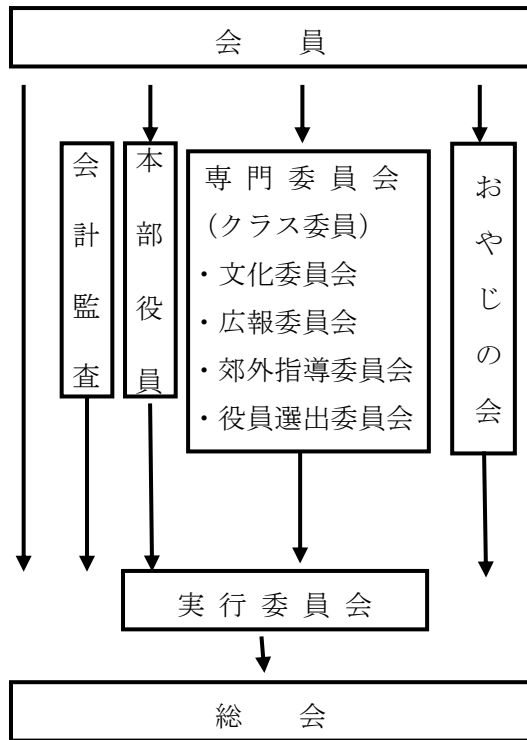 会 員
会計監査
本部役員
専門委員会
（クラス委員）
・文化委員会
・広報委員会
・郊外指導委員会
・役員選出委員会
おやじの会
実行委員会
総 会